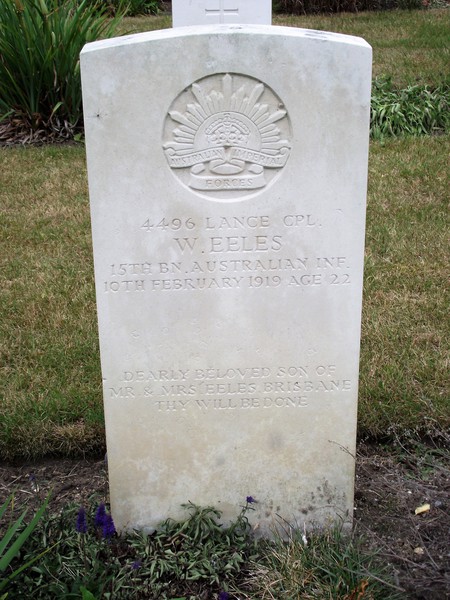 AUSTRALIAN IMPERIAL
FORCES
4496 LANCE CPL.
W. EELES
15TH BN. AUSTRALIAN INF.
10TH FEBRUARY 1919 AGE 22
DEARLY BELOVED SON OF
MR & MRS EELES BRISBANE
THY WILL BE DONE